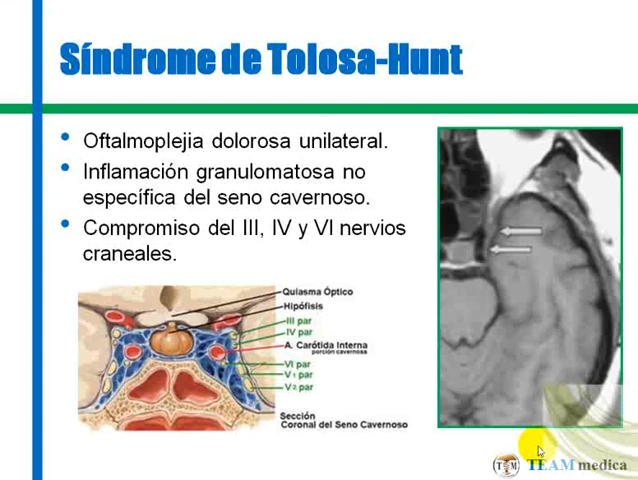 Síndrome de Tolosa-Hunt
Oftalmoplejia dolorosa unilateral.
Inflamación granulomatosa no
específica del seno cavernoso.
Compromiso del III, IV y VI nervios
craneales.
Quiasma Óptico
Hipófisis
III par
IV par
A. Carótida Interna
porción cavernosa
VI par
V1 par
V2 par
Sección
Coronal del Seno Cavernoso
TM
TEAM medica